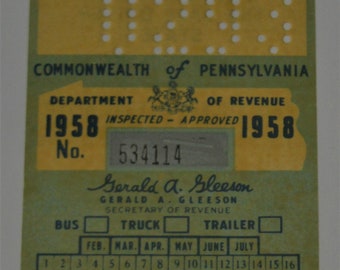 COMMONWEALTH of PENNSYLVANIA
DEPARTMENT OF REVENUE
1958 INSPECTED - APPROVED 1958
No. 534114
Gerald A. Gleeson
GERALD A. GLEESON
SECRETARY OF REVENUE
BUS TRUCK TRAILER
FEB. MAR. APR. MAY JUNE JULY
1 2 3 4 5 6 7 8 9 10 11 12 13 14 15 16